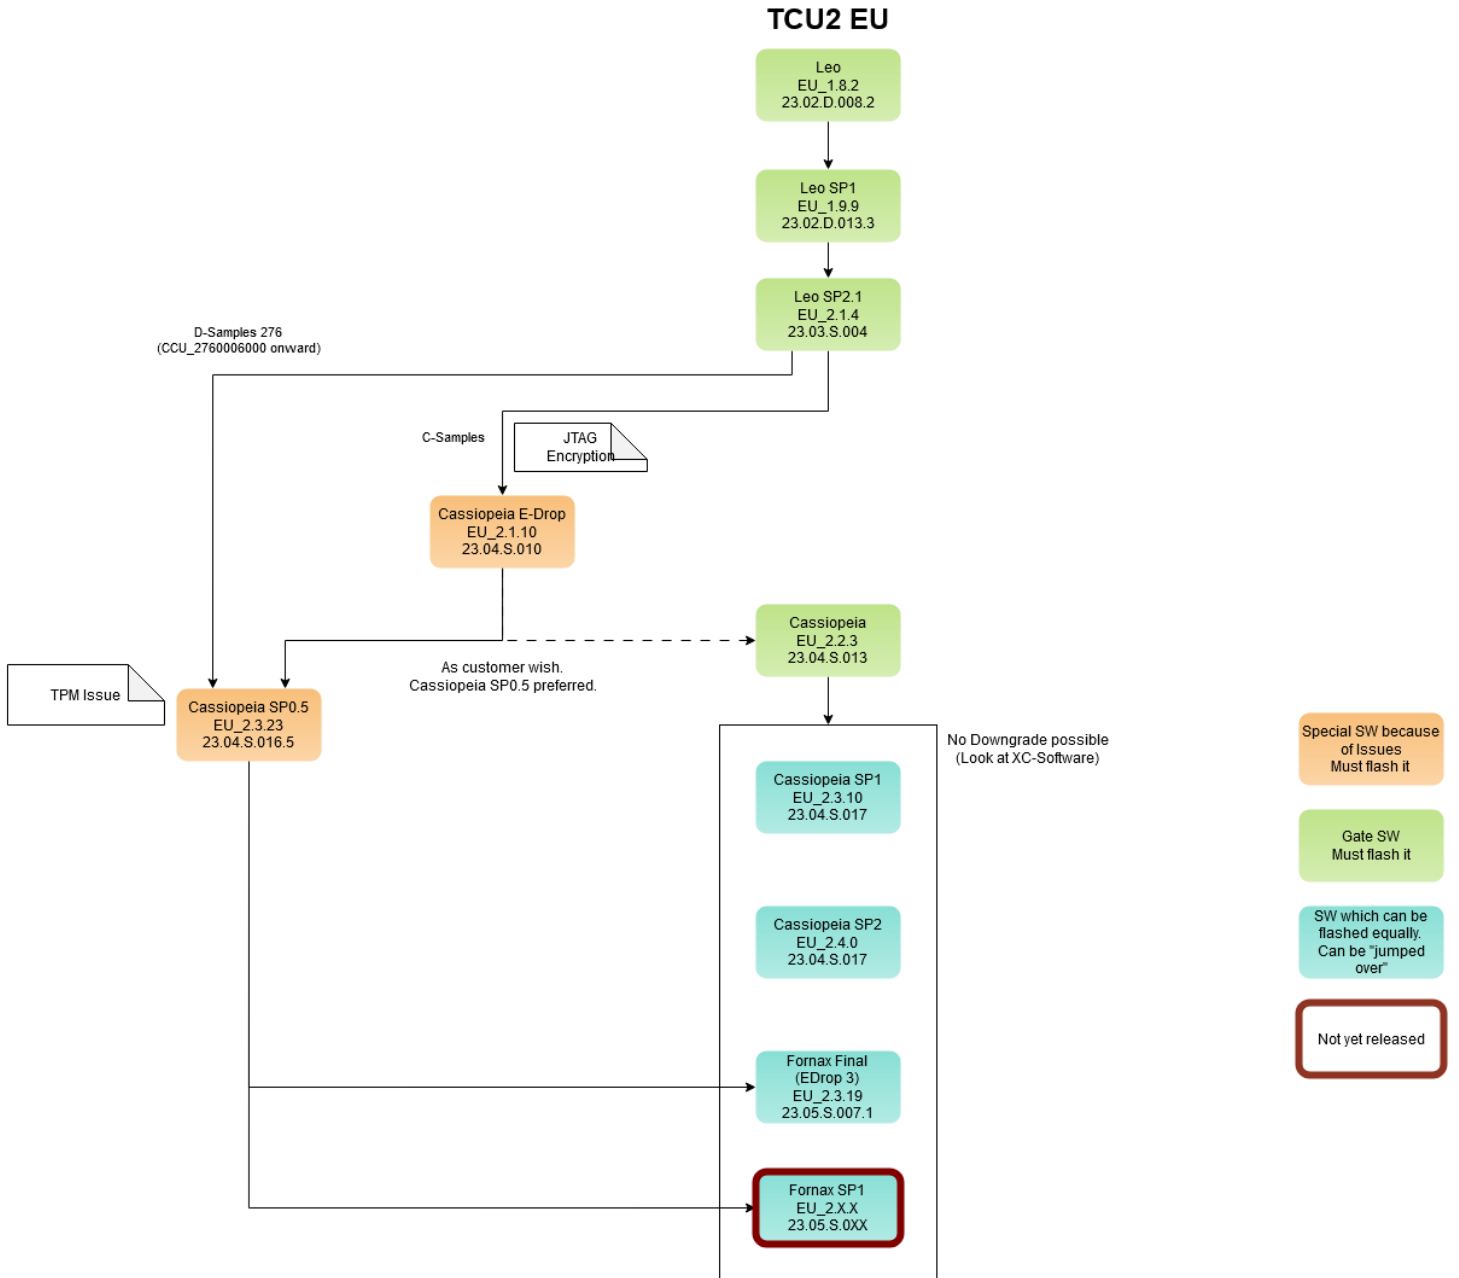 TCU2 EU
Leo
EU_1.8.2
23.02.D.008.2
Leo SP1
EU_1.9.9
23.02.D.013.3
Leo SP2.1
EU_2.1.4
23.03.S.004
D-Samples 276
(CCU_2760006000 onward)
C-Samples
JTAG
Encryption
Cassiopeia E-Drop
EU_2.1.10
23.04.S.010
Cassiopeia
EU_2.2.3
23.04.S.013
As customer wish.
Cassiopeia SP0.5 preferred.
TPM Issue
Cassiopeia SP0.5
EU_2.3.23
23.04.S.016.5
No Downgrade possible
(Look at XC-Software)
Cassiopeia SP1
EU_2.3.10
23.04.S.017
Cassiopeia SP2
EU_2.4.0
23.04.S.017
Fornax Final
(EDrop 3)
EU_2.3.19
23.05.S.007.1
Fornax SP1
EU_2.X.X
23.05.S.0XX
Special SW because
of Issues
Must flash it
Gate SW
Must flash it
SW which can be
flashed equally.
Can be "jumped
over"
Not yet released